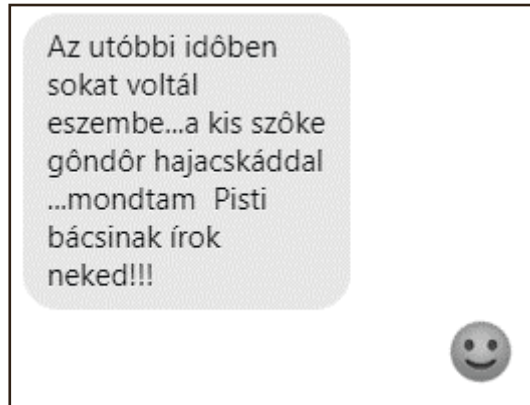 Az utóbbi idôben
sokat voltál
eszembe...a kis szôke
gôndôr hajacskáddal
...mondtam  Pisti
bácsinak írok
neked!!!